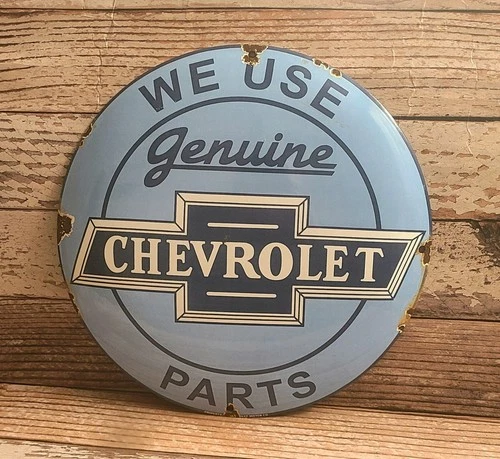 WE USE
Genuine
CHEVROLET
PARTS